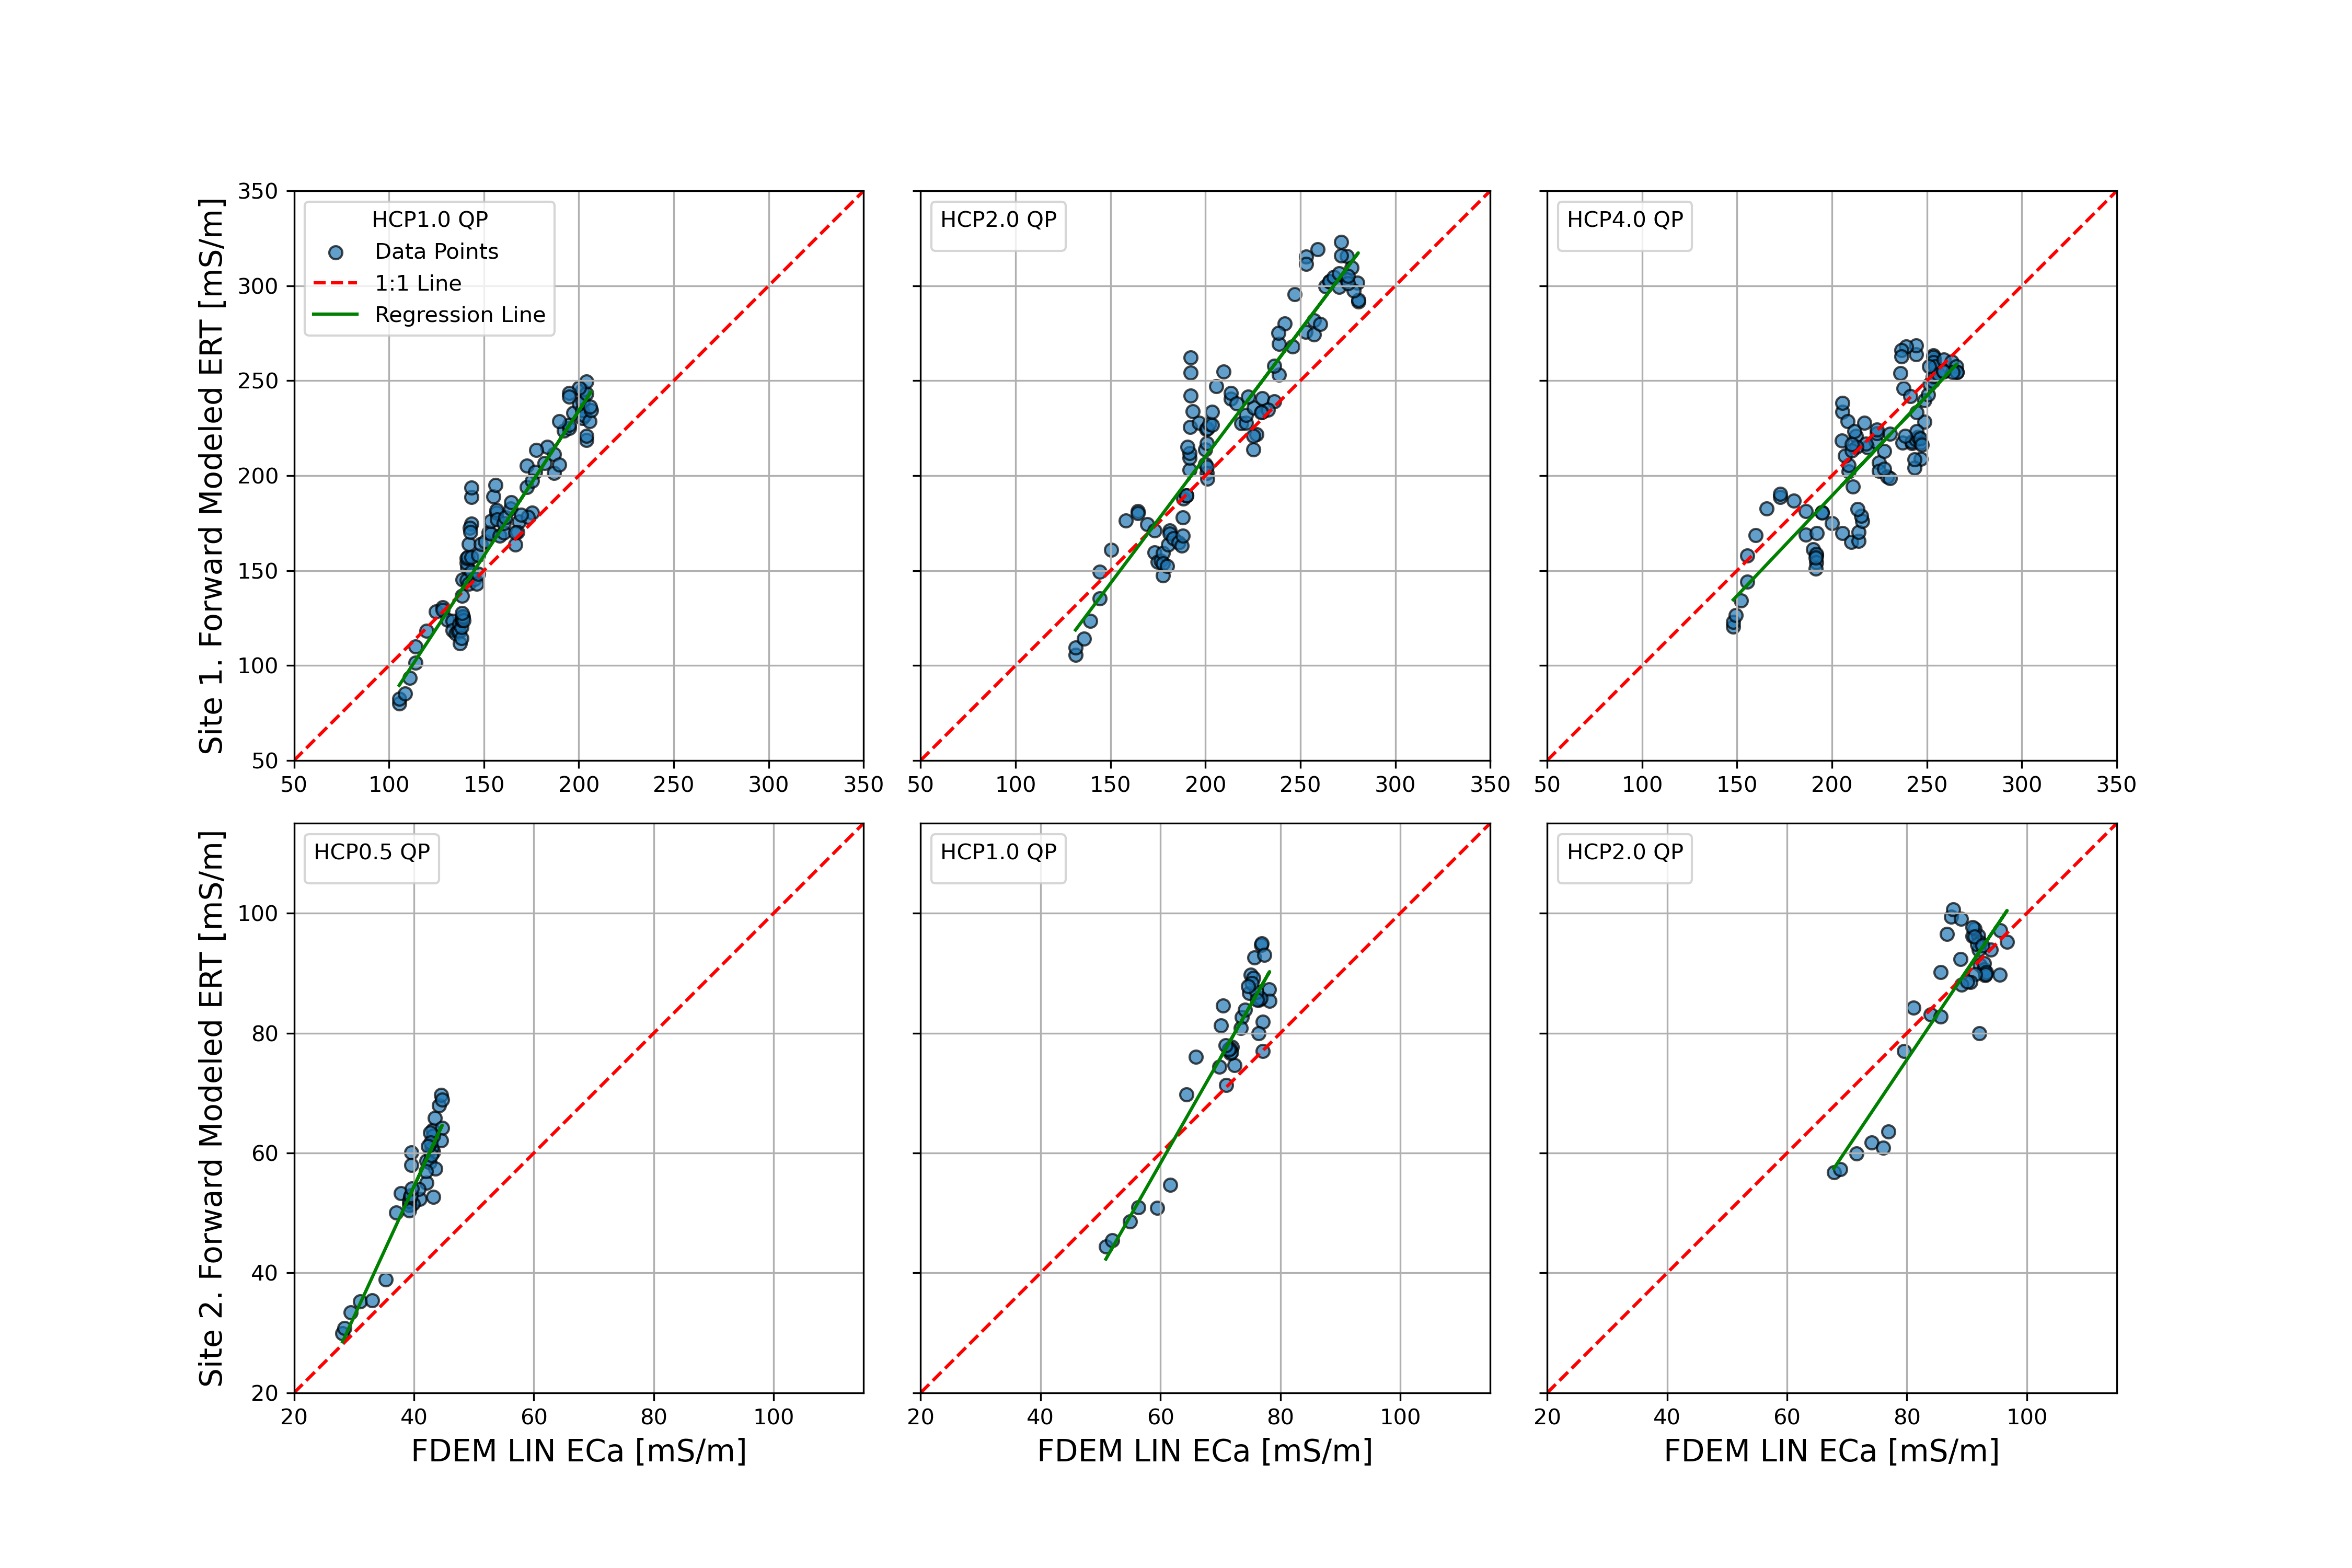 HCP1.0 QP
Data Points
1:1 Line
Regression Line
HCP2.0 QP
HCP4.0 QP
Site 1. Forward Modeled ERT [mS/m]
350
300
250
200
150
100
50
50 100 150 200 250 300 350
50 100 150 200 250 300 350
50 100 150 200 250 300 350
HCP0.5 QP
HCP1.0 QP
HCP2.0 QP
Site 2. Forward Modeled ERT [mS/m]
100
80
60
40
20
20 40 60 80 100
20 40 60 80 100
20 40 60 80 100
FDEM LIN ECa [mS/m]
FDEM LIN ECa [mS/m]
FDEM LIN ECa [mS/m]